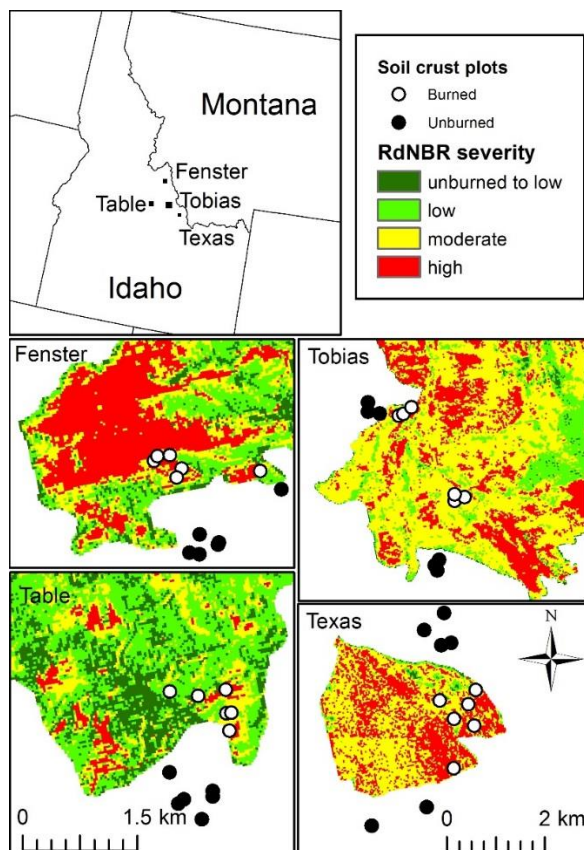 Montana
Fenster
Table
Tobias
Texas
Idaho
Soil crust plots
Burned
Unburned
RdNBR severity
unburned to low
low
moderate
high
Fenster
Tobias
Table
0 1.5 km
Texas
N
0 2 km